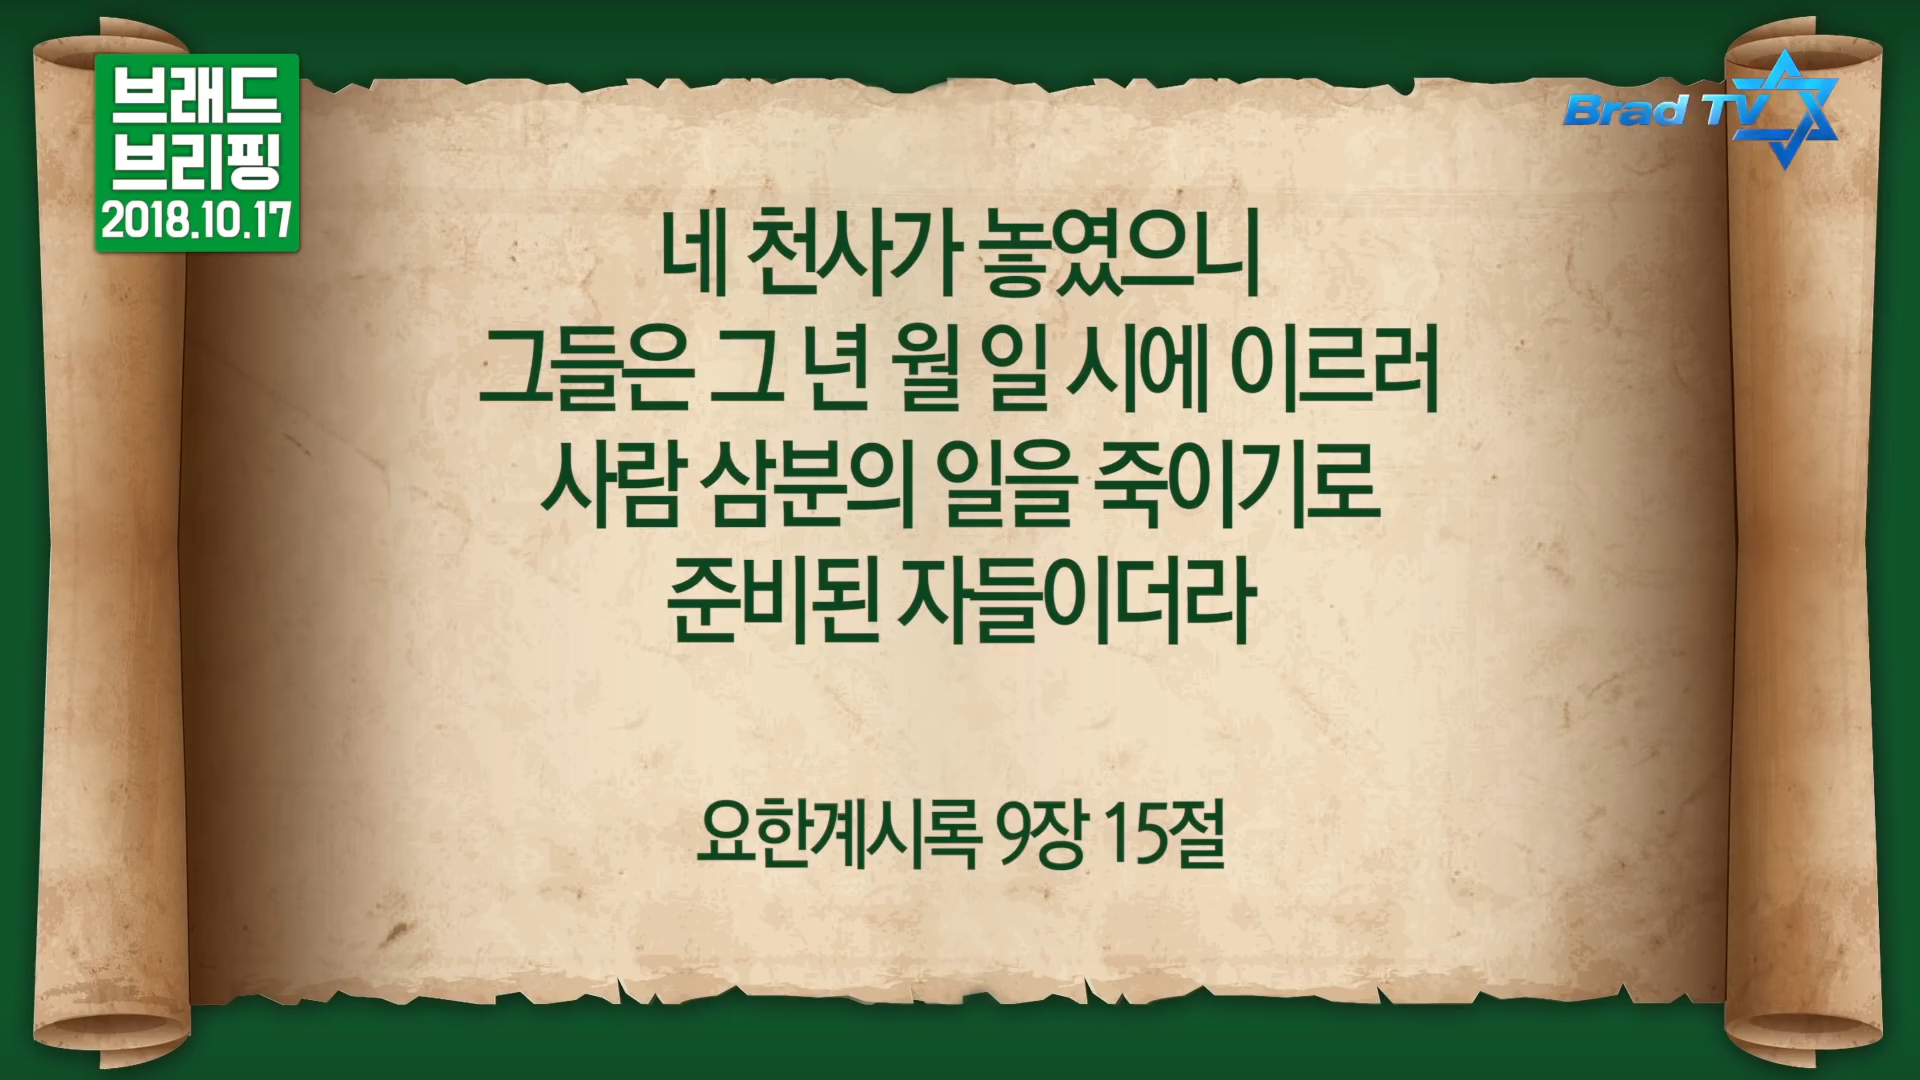 브래드
브리핑
2018.10.17
Brad TV
네 천사가 놓였으니
그들은 그 년 월 일 시에 이르러
사람 삼분의 일을 죽이기로
준비된 자들이더라
요한계시록 9장 15절